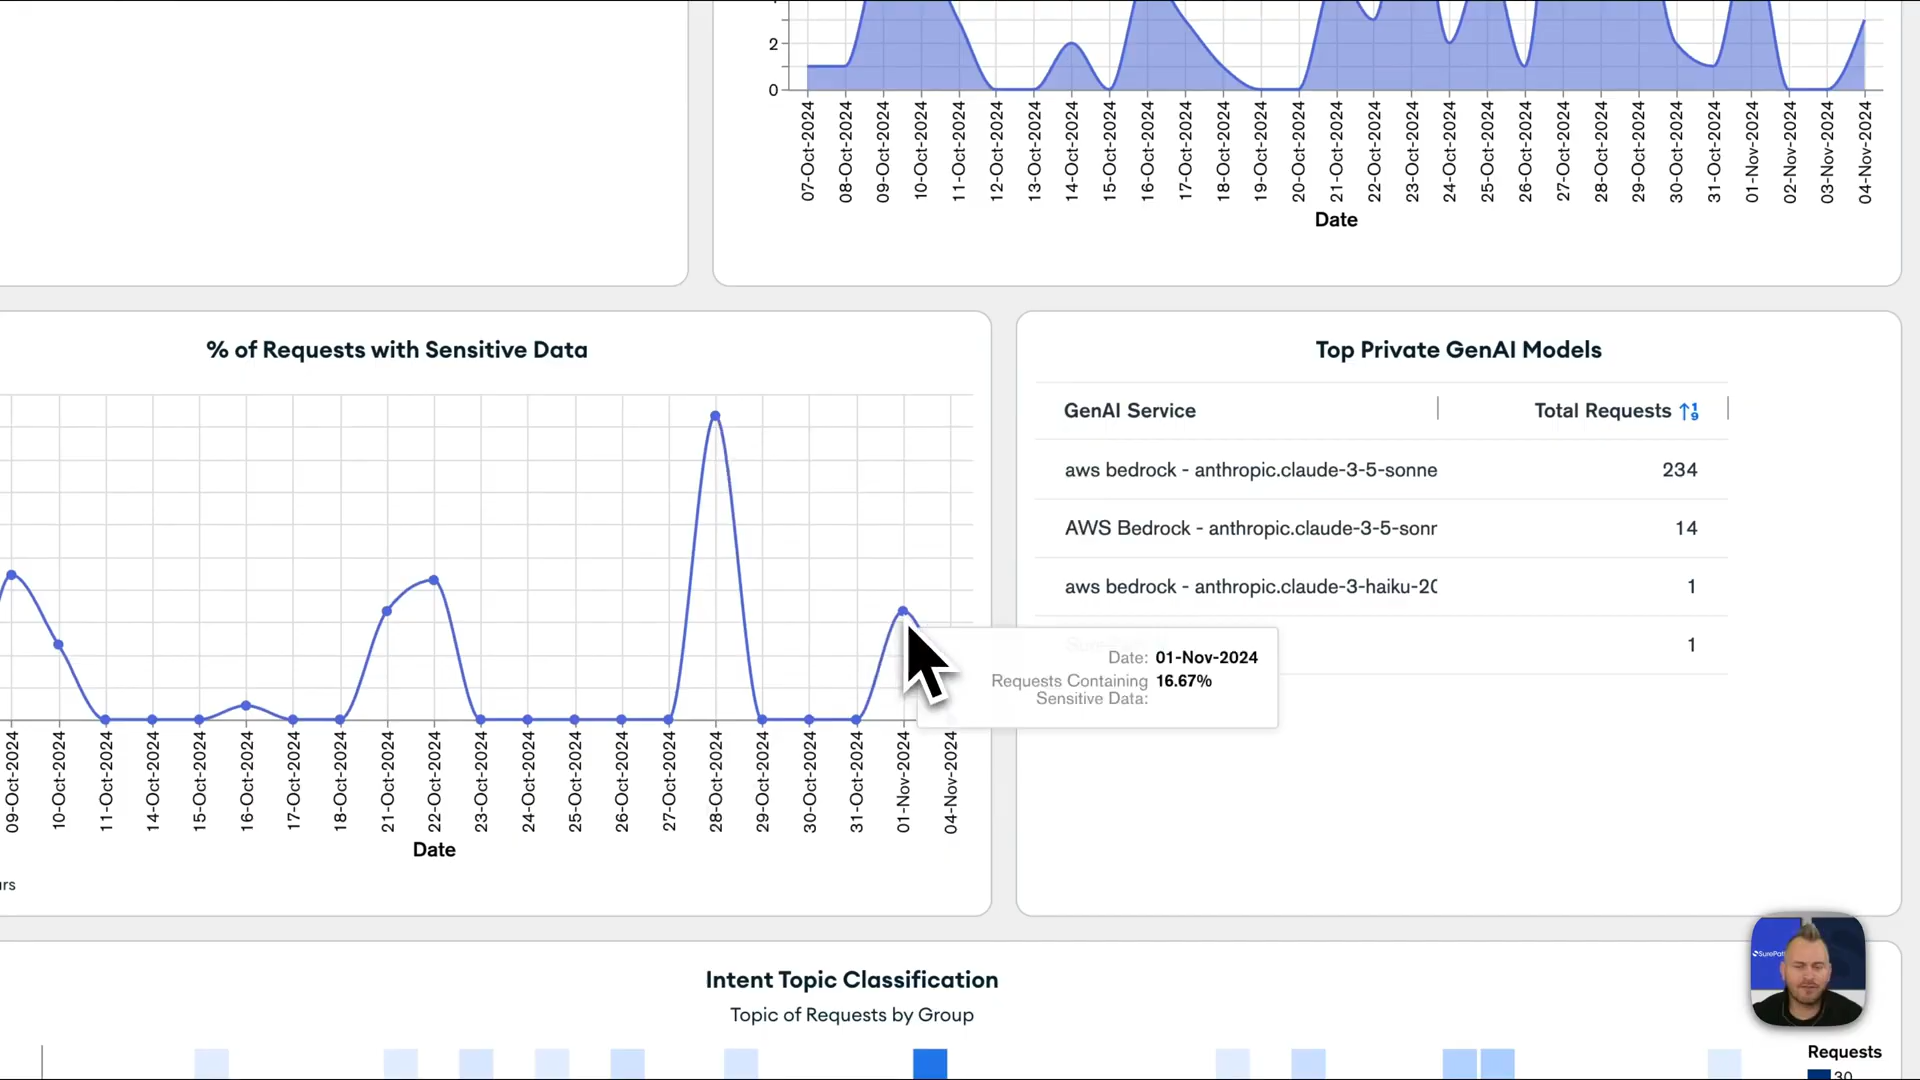 2
0
07-Oct-2024
08-Oct-2024
09-Oct-2024
10-Oct-2024
11-Oct-2024
12-Oct-2024
13-Oct-2024
14-Oct-2024
15-Oct-2024
16-Oct-2024
17-Oct-2024
18-Oct-2024
19-Oct-2024
20-Oct-2024
21-Oct-2024
22-Oct-2024
23-Oct-2024
24-Oct-2024
25-Oct-2024
26-Oct-2024
27-Oct-2024
28-Oct-2024
29-Oct-2024
30-Oct-2024
31-Oct-2024
01-Nov-2024
02-Nov-2024
03-Nov-2024
04-Nov-2024
Date
% of Requests with Sensitive Data
09-Oct-2024
10-Oct-2024
11-Oct-2024
14-Oct-2024
15-Oct-2024
16-Oct-2024
17-Oct-2024
18-Oct-2024
21-Oct-2024
22-Oct-2024
23-Oct-2024
24-Oct-2024
25-Oct-2024
26-Oct-2024
27-Oct-2024
28-Oct-2024
29-Oct-2024
30-Oct-2024
31-Oct-2024
01-Nov-2024
04-Nov-2024
Date
Date: 01-Nov-2024
Requests Containing 16.67%
Sensitive Data:
Top Private GenAI Models
GenAI Service Total Requests
aws bedrock - anthropic.claude-3-5-sonne 234
AWS Bedrock - anthropic.claude-3-5-sonr 14
aws bedrock - anthropic.claude-3-haiku-20 1
1
Intent Topic Classification
Topic of Requests by Group
Requests
30